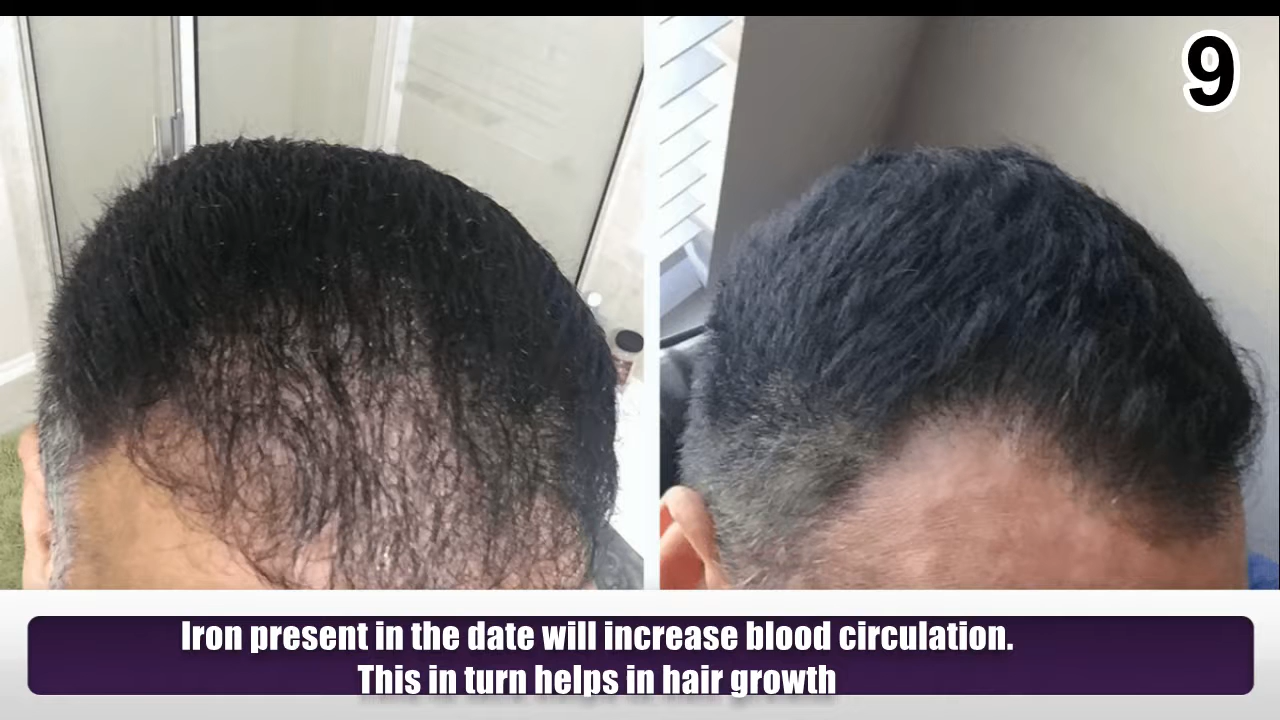 9
Iron present in the date will increase blood circulation.
This in turn helps in hair growth